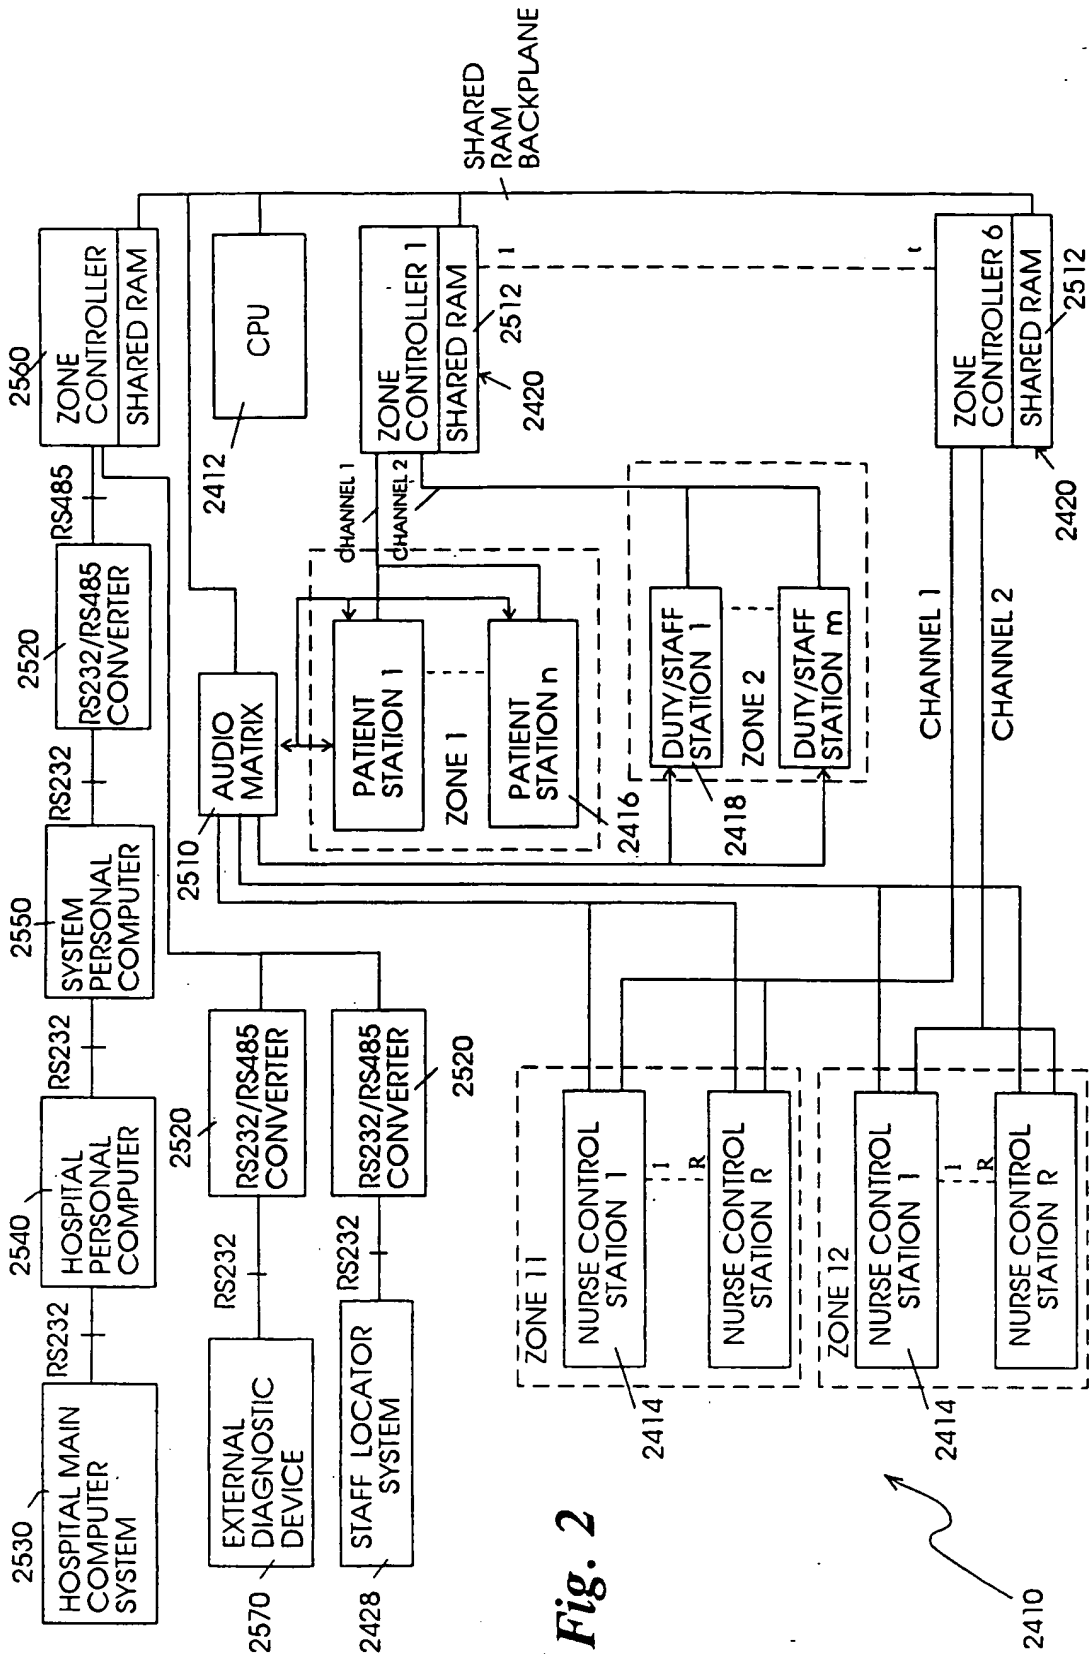 2530
HOSPITAL MAIN
COMPUTER
SYSTEM
RS232
2540
HOSPITAL
PERSONAL
COMPUTER
RS232
2550
SYSTEM
PERSONAL
COMPUTER
RS232
2520
RS232/RS485
CONVERTER
RS485
2560
ZONE
CONTROLLER
SHARED RAM
2570
EXTERNAL
DIAGNOSTIC
DEVICE
RS232
2520
RS232/RS485
CONVERTER
2510
AUDIO
MATRIX
2412
CPU
2428
STAFF LOCATOR
SYSTEM
RS232
RS232/RS485
CONVERTER
2520
PATIENT
STATION 1
ZONE 1
PATIENT
STATION n
2416
CHANNEL 1
CHANNEL 2
ZONE
CONTROLLER 1
SHARED RAM
2512
2420
1
t
SHARED
RAM
BACKPLANE
DUTY/STAFF
STATION 1
2418
ZONE 2
DUTY/STAFF
STATION m
ZONE 11
NURSE CONTROL
STATION 1
1
R
NURSE CONTROL
STATION R
2414
ZONE 12
NURSE CONTROL
STATION 1
1
R
NURSE CONTROL
STATION R
2414
CHANNEL 1
CHANNEL 2
ZONE
CONTROLLER 6
SHARED RAM
2512
2420
Fig. 2
2410